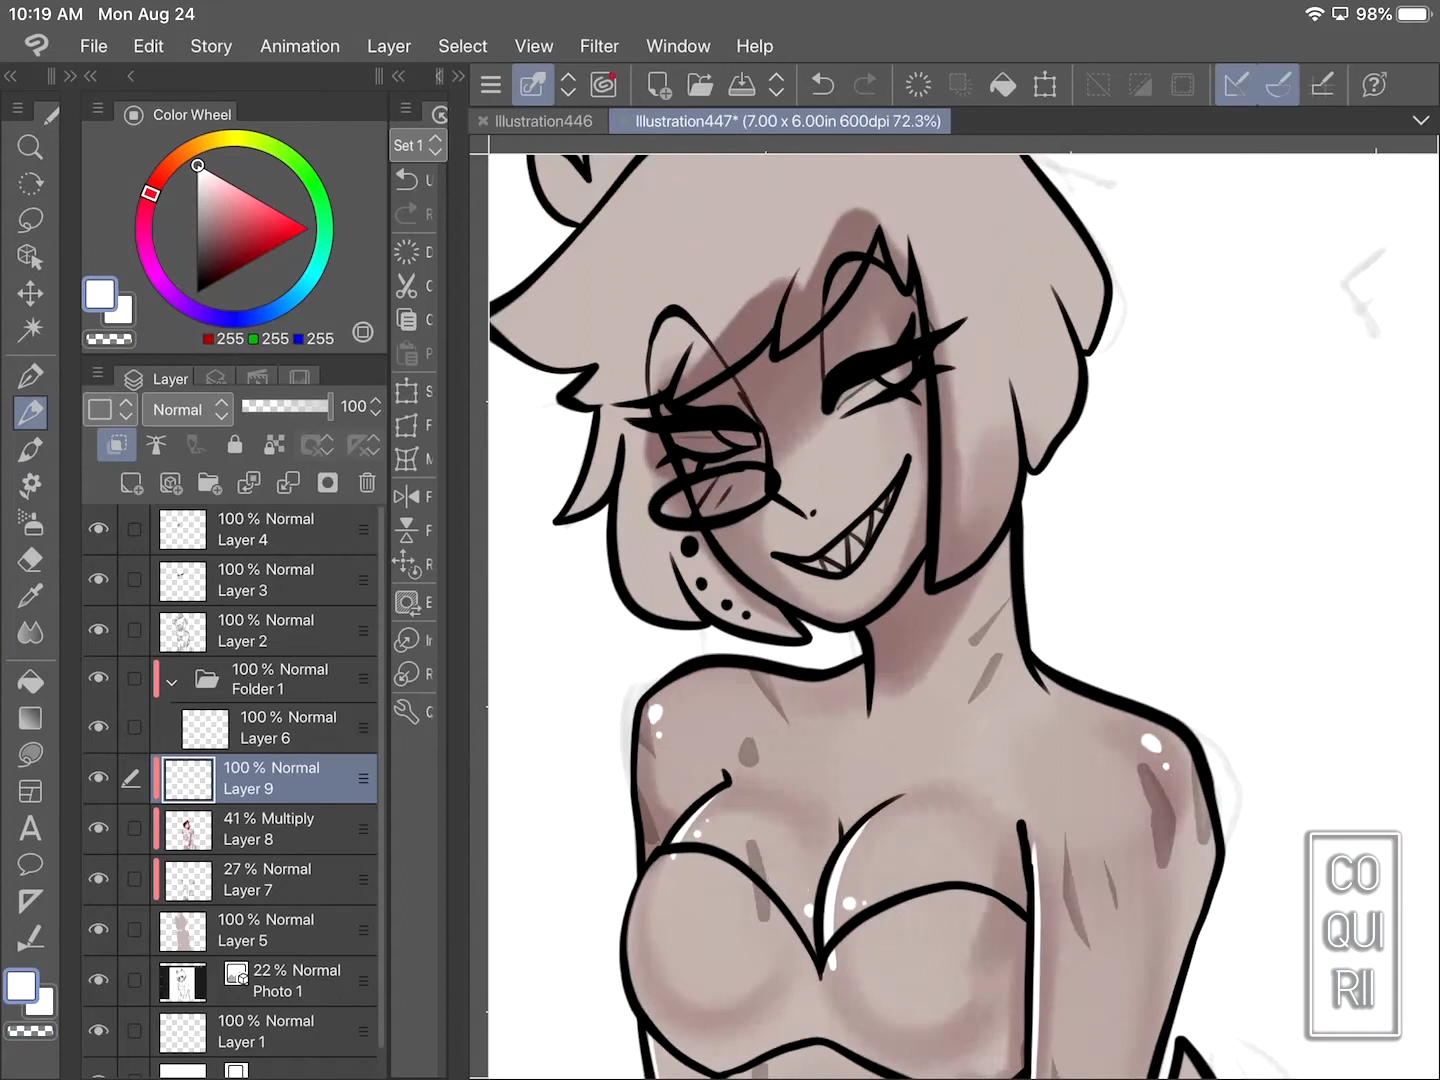 10:19 AM Mon Aug 24
98%
File Edit Story Animation Layer Select View Filter Window Help
Color Wheel
Illustration446
Illustration447* (7.00 x 6.00in 600dpi 72.3%)
Set 1
255 255 255
Layer
Normal
100
100 % Normal
Layer 4
100 % Normal
Layer 3
100 % Normal
Layer 2
100 % Normal
Folder 1
100 % Normal
Layer 6
100 % Normal
Layer 9
41 % Multiply
Layer 8
27 % Normal
Layer 7
100 % Normal
Layer 5
22 % Normal
Photo 1
100 % Normal
Layer 1
CO
QUI
RII